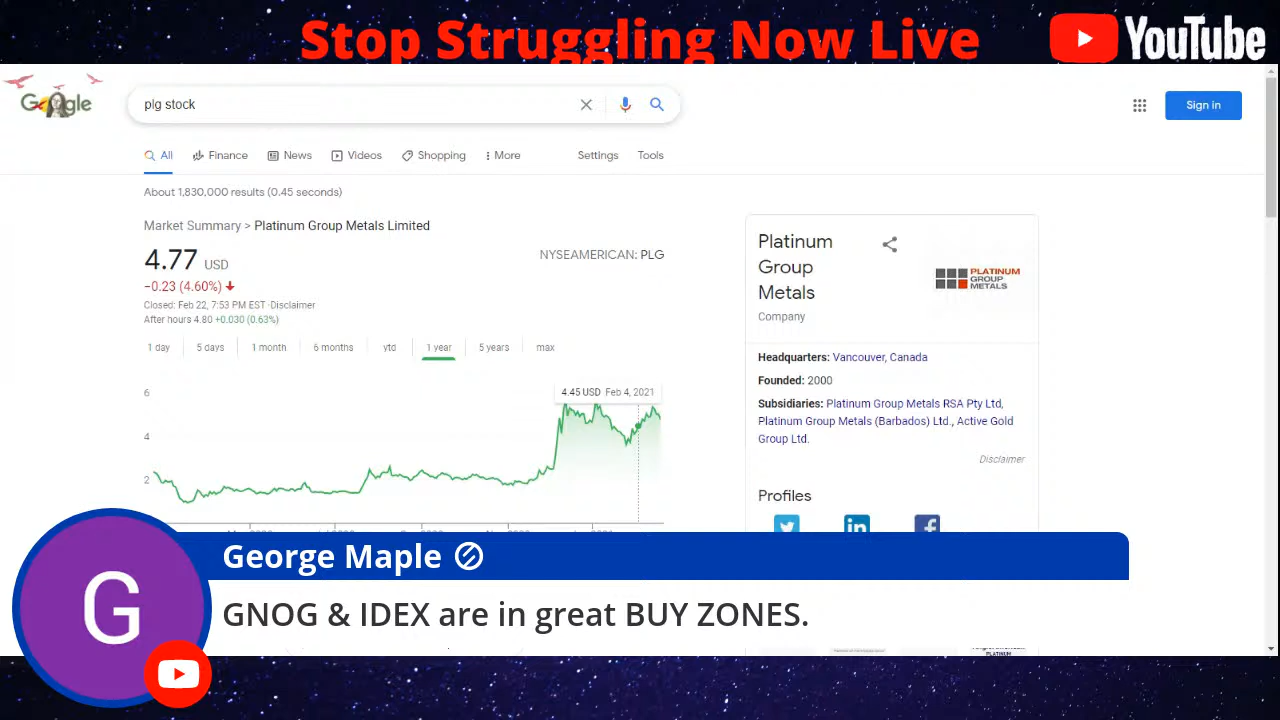 Stop Struggling Now Live
YouTube
Google
plg stock
Sign in
All Finance News Videos Shopping More Settings Tools
About 1,830,000 results (0.45 seconds)
Market Summary > Platinum Group Metals Limited
4.77 USD
NYSEAMERICAN: PLG
−0.23 (4.60%)
Closed: Feb 22, 7:53 PM EST · Disclaimer
After hours 4.80 +0.030 (0.63%)
1 day 5 days 1 month 6 months ytd 1 year 5 years max
4.45 USD Feb 4, 2021
6
4
2
Platinum
Group
Metals
Company
PLATINUM
GROUP
METALS
Headquarters: Vancouver, Canada
Founded: 2000
Subsidiaries: Platinum Group Metals RSA Pty Ltd,
Platinum Group Metals (Barbados) Ltd., Active Gold
Group Ltd.
Disclaimer
Profiles
G
George Maple
GNOG & IDEX are in great BUY ZONES.
PLATINUM